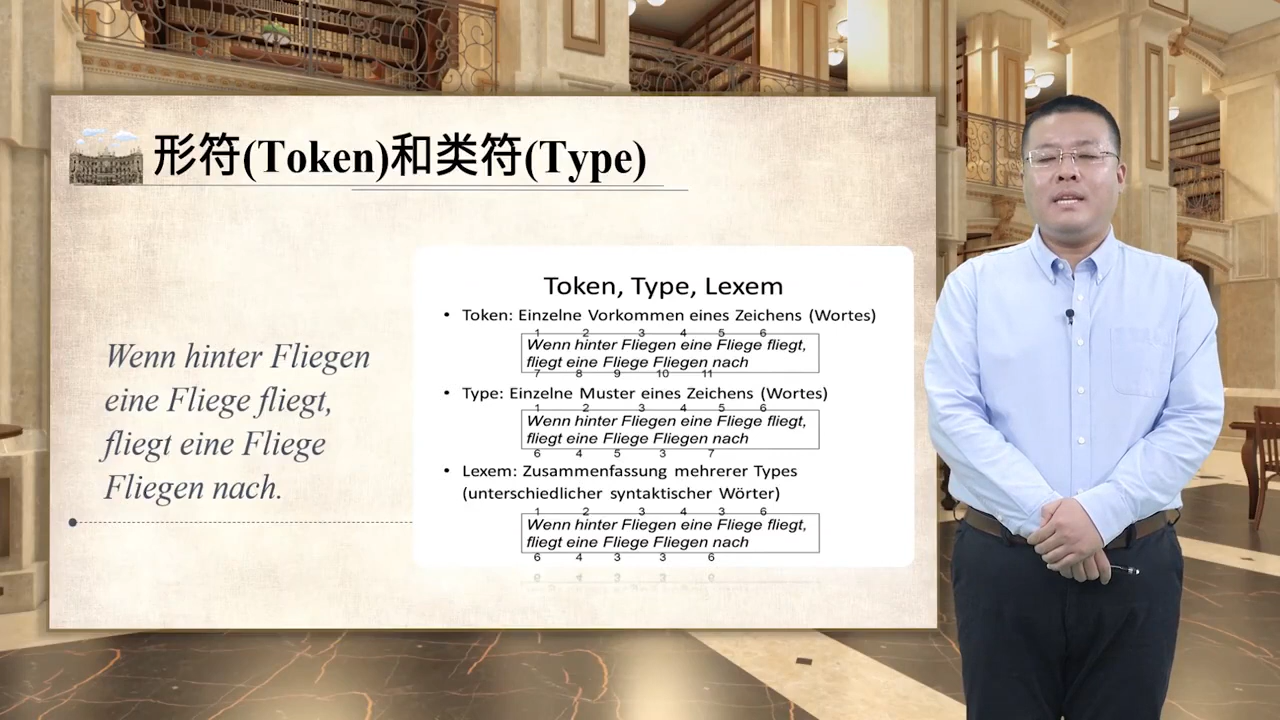 形符(Token)和类符(Type)
Wenn hinter Fliegen
eine Fliege fliegt,
fliegt eine Fliege
Fliegen nach.
Token, Type, Lexem
• Token: Einzelne Vorkommen eines Zeichens (Wortes)
1 2 3 4 5 6
Wenn hinter Fliegen eine Fliege fliegt,
fliegt eine Fliege Fliegen nach
7 8 9 10 11
• Type: Einzelne Muster eines Zeichens (Wortes)
1 2 3 4 5 6
Wenn hinter Fliegen eine Fliege fliegt,
fliegt eine Fliege Fliegen nach
6 4 5 3 7
• Lexem: Zusammenfassung mehrerer Types
(unterschiedlicher syntaktischer Wörter)
1 2 3 4 3 6
Wenn hinter Fliegen eine Fliege fliegt,
fliegt eine Fliege Fliegen nach
6 4 3 3 6